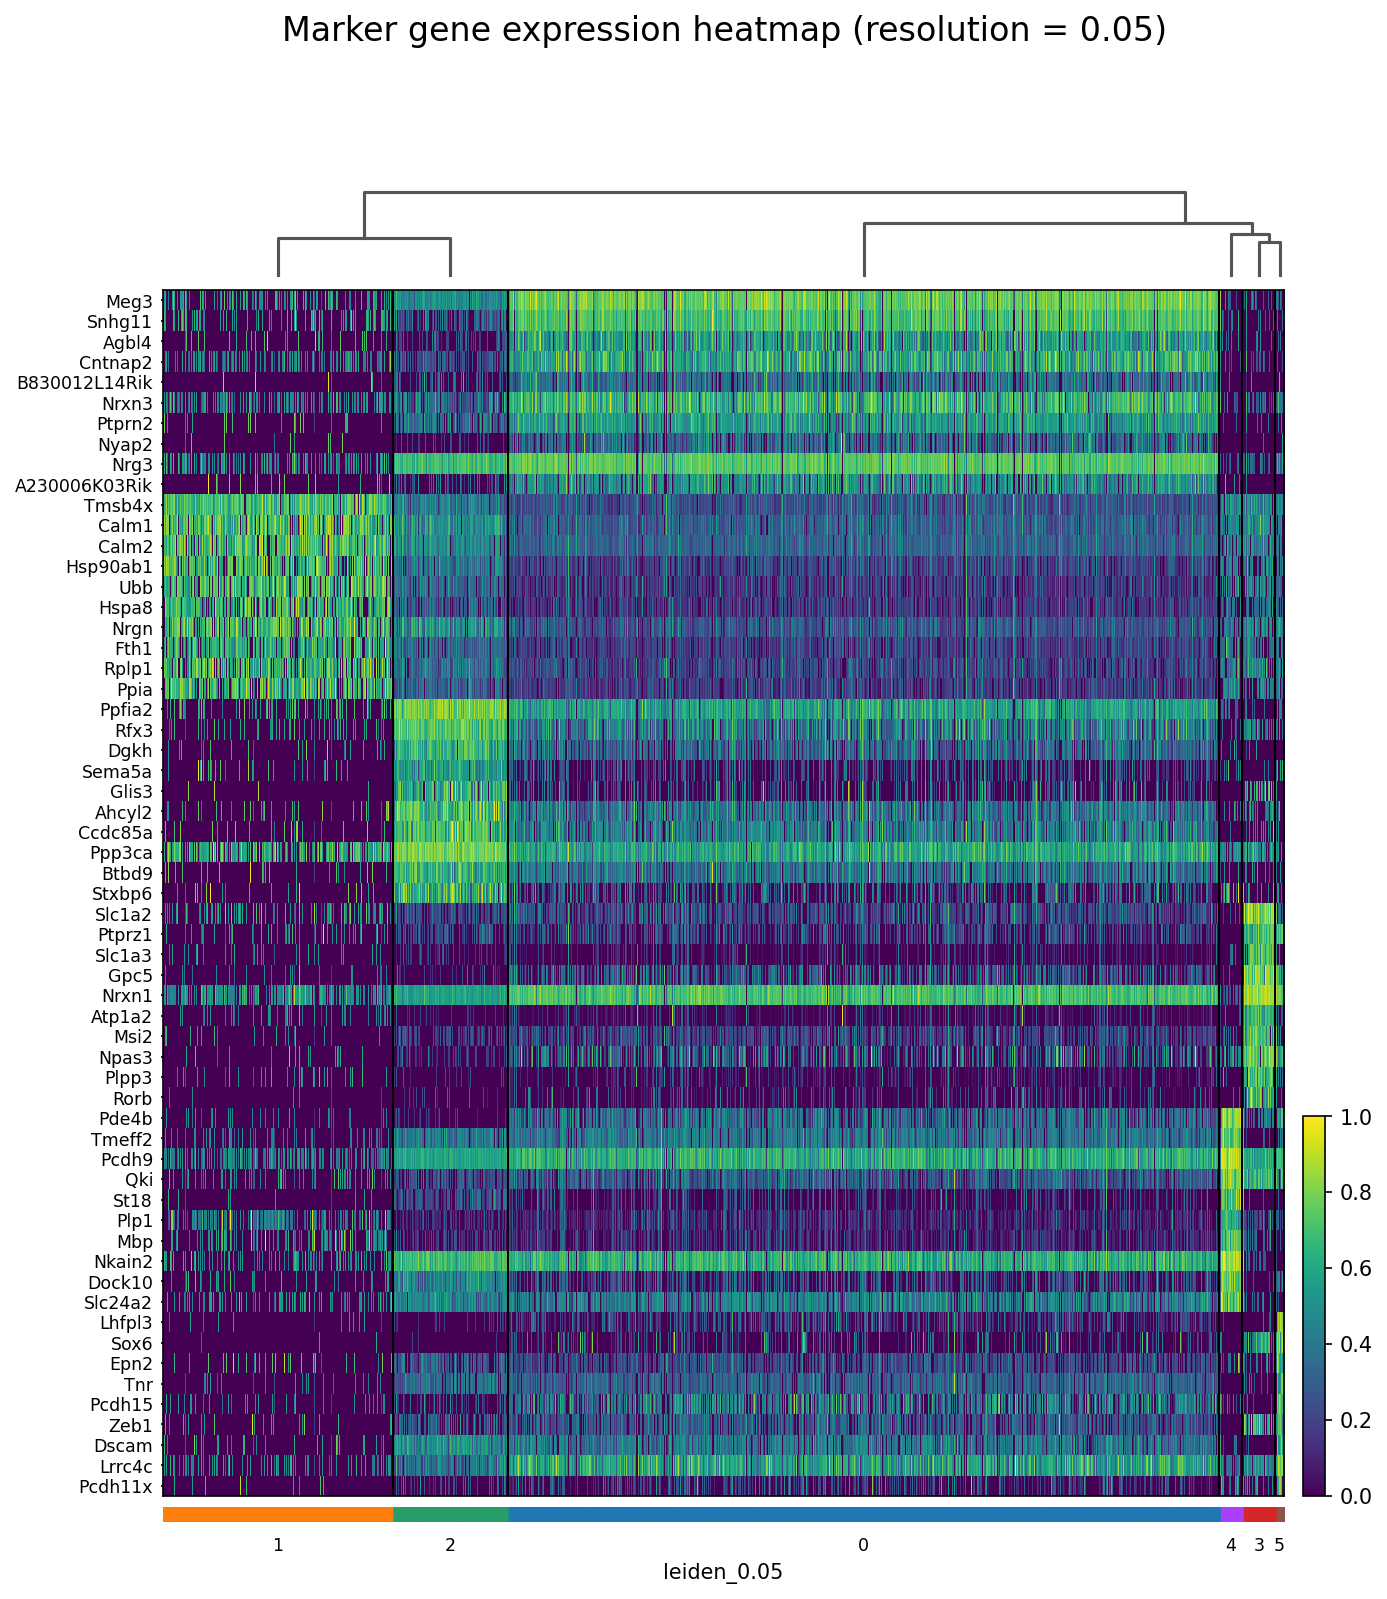 Marker gene expression heatmap (resolution = 0.05)
Meg3
Snhg11
Agbl4
Cntnap2
B830012L14Rik
Nrxn3
Ptprn2
Nyap2
Nrg3
A230006K03Rik
Tmsb4x
Calm1
Calm2
Hsp90ab1
Ubb
Hspa8
Nrgn
Fth1
Rplp1
Ppia
Ppfia2
Rfx3
Dgkh
Sema5a
Glis3
Ahcyl2
Ccdc85a
Ppp3ca
Btbd9
Stxbp6
Slc1a2
Ptprz1
Slc1a3
Gpc5
Nrxn1
Atp1a2
Msi2
Npas3
Plpp3
Rorb
Pde4b
Tmeff2
Pcdh9
Qki
St18
Plp1
Mbp
Nkain2
Dock10
Slc24a2
Lhfpl3
Sox6
Epn2
Tnr
Pcdh15
Zeb1
Dscam
Lrrc4c
Pcdh11x
1.0
0.8
0.6
0.4
0.2
0.0
1 2 0 4 3 5
leiden_0.05